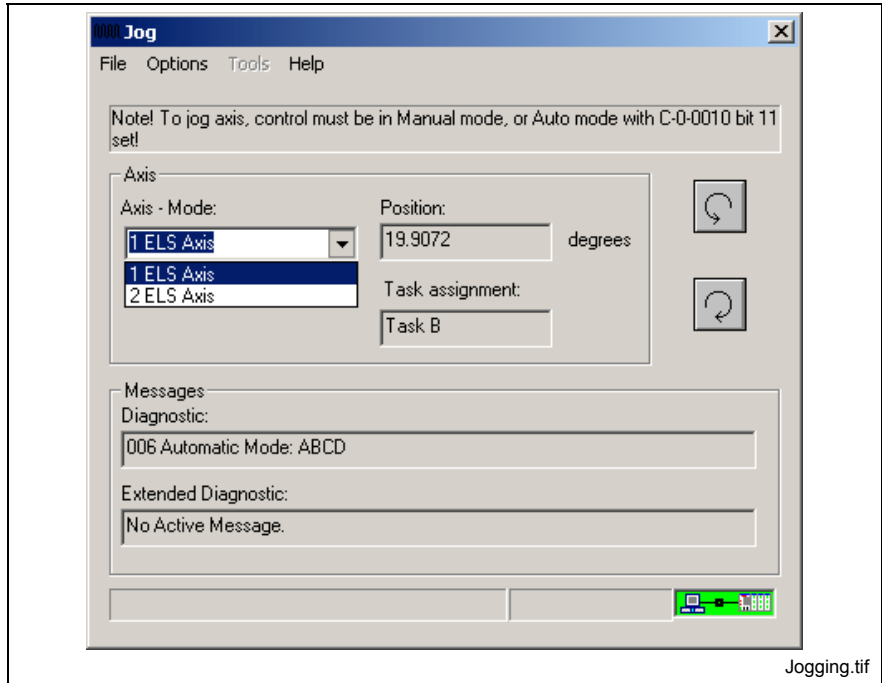 Jog
File Options Tools Help
Note! To jog axis, control must be in Manual mode, or Auto mode with C-0-0010 bit 11
set!
Axis
Axis - Mode:
Position:
1 ELS Axis
19.9072
degrees
1 ELS Axis
2 ELS Axis
Task assignment:
Task B
Messages
Diagnostic:
006 Automatic Mode: ABCD
Extended Diagnostic:
No Active Message.
Jogging.tif